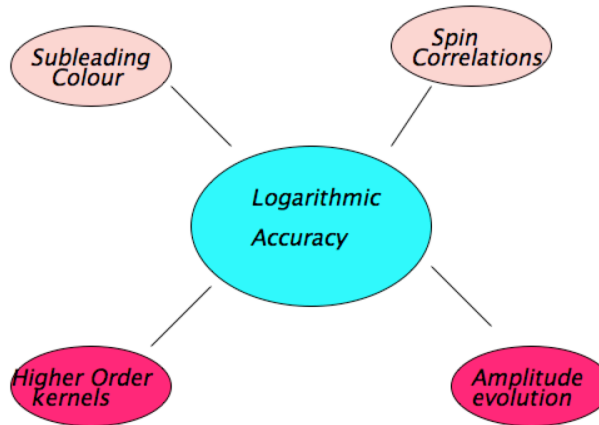 Subleading
Colour
Spin
Correlations
Logarithmic
Accuracy
Higher Order
kernels
Amplitude
evolution